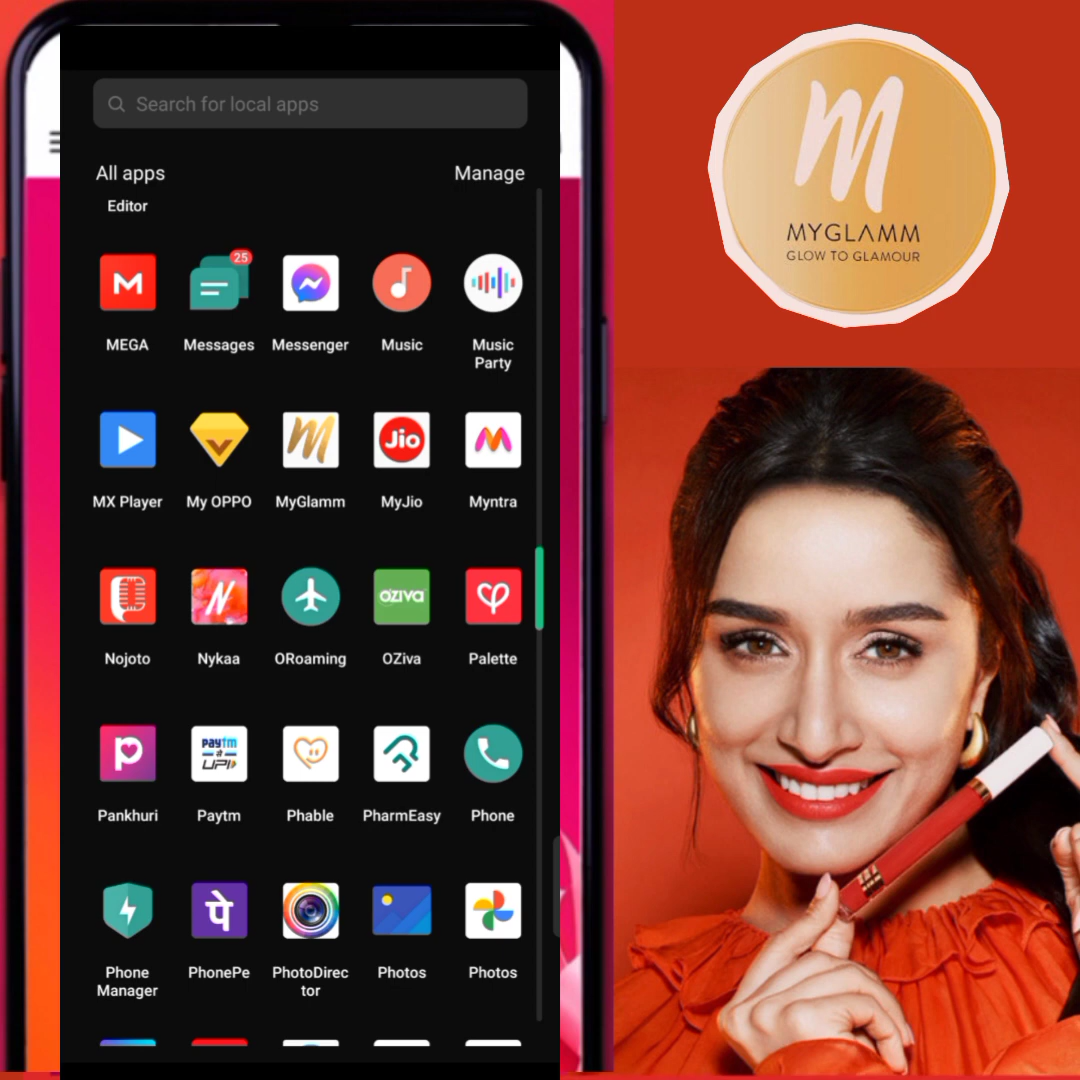 Search for local apps
All apps
Manage
Editor
25
MEGA
Messages
Messenger
Music
Music
Party
MX Player
My OPPO
MyGlamm
Jio
MyJio
Myntra
Nojoto
Nykaa
ORoaming
OZIVA
OZiva
Palette
Pankhuri
Paytm
UPI
Paytm
Phable
PharmEasy
Phone
Phone
Manager
पे
PhonePe
PhotoDirec
tor
Photos
Photos
M
MYGLAMM
GLOW TO GLAMOUR